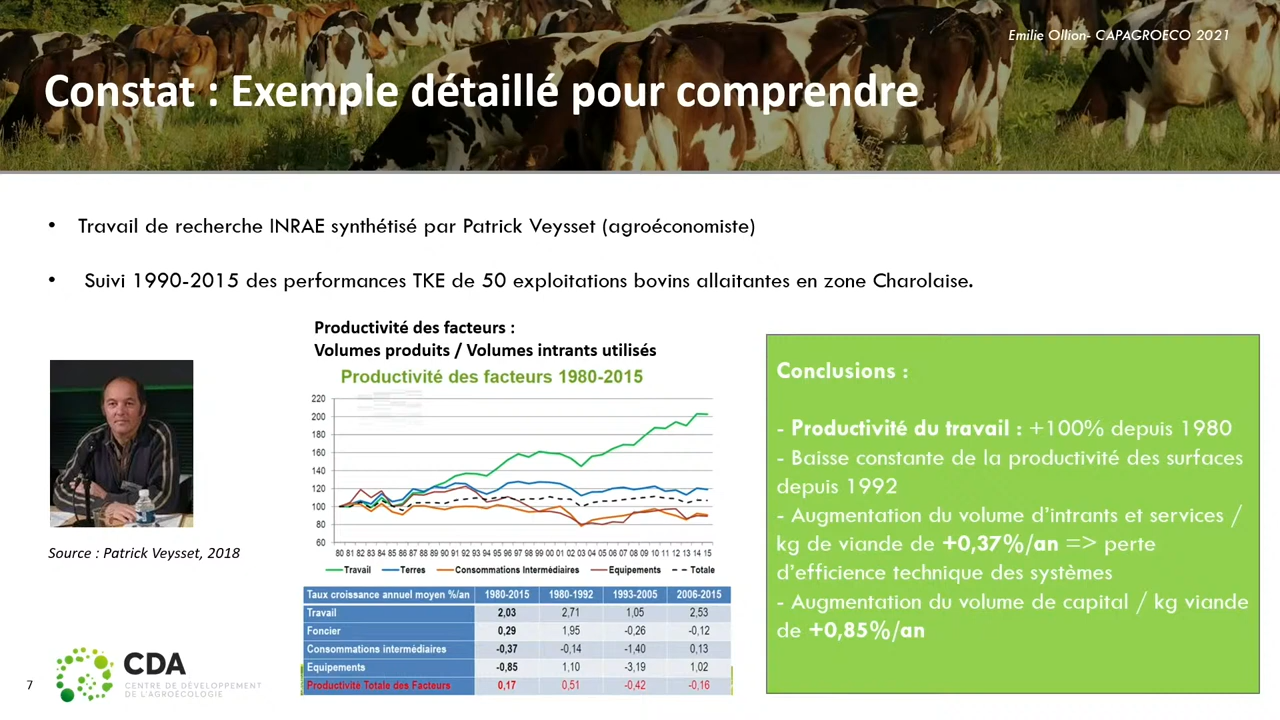 Emilie Ollion- CAPAGROECO 2021
Constat : Exemple détaillé pour comprendre
• Travail de recherche INRAE synthétisé par Patrick Veysset (agroéconomiste)
• Suivi 1990-2015 des performances TKE de 50 exploitations bovins allaitantes en zone Charolaise.
Productivité des facteurs :
Volumes produits / Volumes intrants utilisés
Productivité des facteurs 1980-2015
220
200
180
160
140
120
100
80
60
80 81 82 83 84 85 86 87 88 89 90 91 92 93 94 95 96 97 98 99 00 01 02 03 04 05 06 07 08 09 10 11 12 13 14 15
Travail Terres Consommations Intermédiaires Equipements Totale
Taux croissance annuel moyen %/an 1980-2015 1980-1992 1993-2005 2006-2015
Travail 2,03 2,71 1,05 2,53
Foncier 0,29 1,95 -0,26 -0,12
Consommations intermédiaires -0,37 -0,14 -1,40 0,13
Equipements -0,85 1,10 -3,19 1,02
Productivité Totale des Facteurs 0,17 0,51 -0,42 -0,16
Source : Patrick Veysset, 2018
Conclusions :
- Productivité du travail : +100% depuis 1980
- Baisse constante de la productivité des surfaces
depuis 1992
- Augmentation du volume d'intrants et services /
kg de viande de +0,37%/an => perte
d'efficience technique des systèmes
- Augmentation du volume de capital / kg viande
de +0,85%/an
7
CDA
CENTRE DE DÉVELOPPEMENT
DE L'AGROÉCOLOGIE